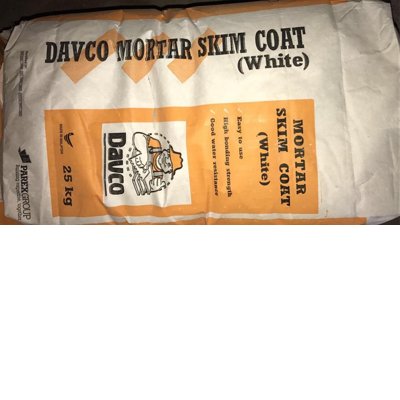 DAVCO MORTAR SKIM COAT
(White)
MORTAR
SKIM COAT
(White)
Easy to use
High bonding strength
Good water resistance
Davco
25 kg
PAREXGROUP